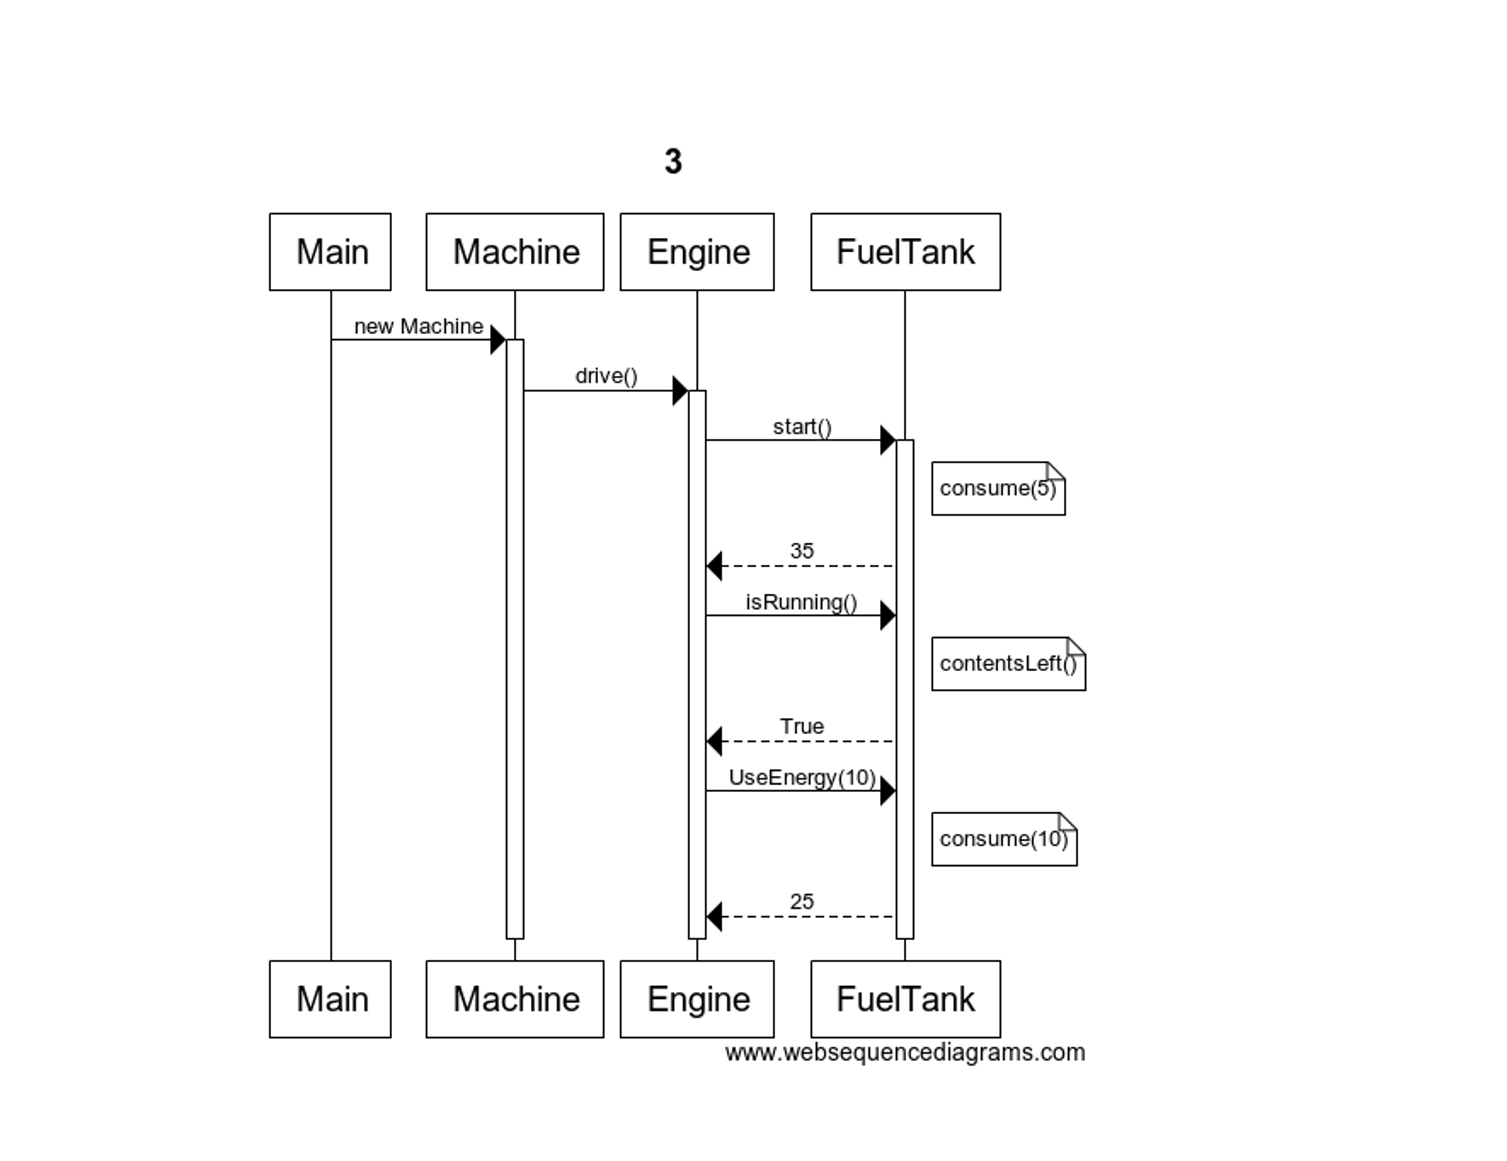 3
Main Machine Engine FuelTank
new Machine
drive()
start()
consume(5)
35
isRunning()
contentsLeft()
True
UseEnergy(10)
consume(10)
25
Main Machine Engine FuelTank
www.websequencediagrams.com